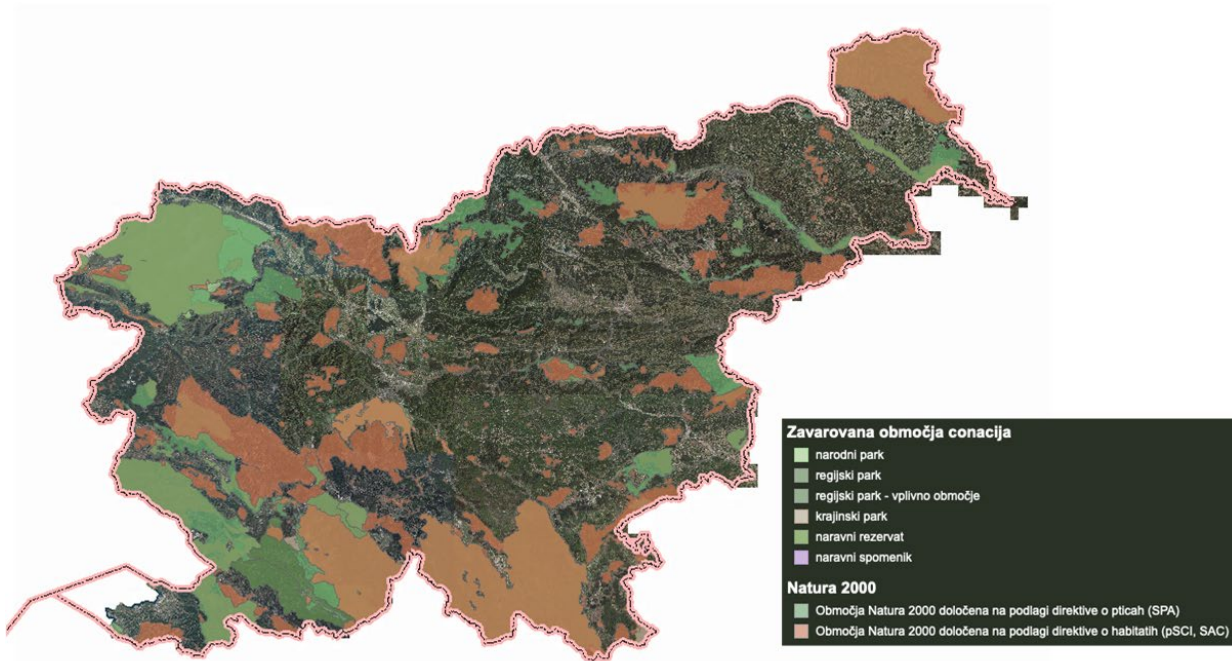 Zavarovana območja conacija
narodni park
regijski park
regijski park - vplivno območje
krajinski park
naravni rezervat
naravni spomenik
Natura 2000
Območja Natura 2000 določena na podlagi direktive o pticah (SPA)
Območja Natura 2000 določena na podlagi direktive o habitatih (pSCI, SAC)